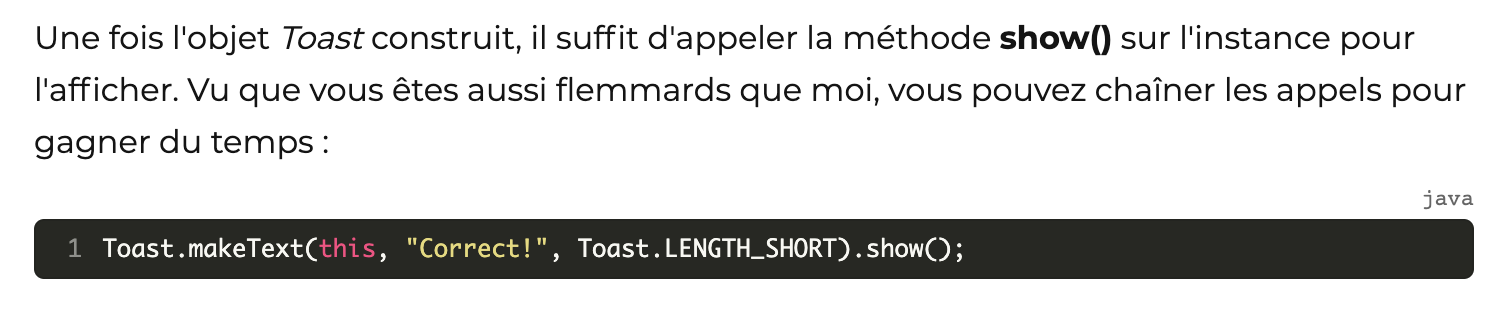 Une fois l'objet Toast construit, il suffit d'appeler la méthode show() sur l'instance pour
l'afficher. Vu que vous êtes aussi flemmards que moi, vous pouvez chaîner les appels pour
gagner du temps :
java
1 Toast.makeText(this, "Correct!", Toast.LENGTH_SHORT).show();